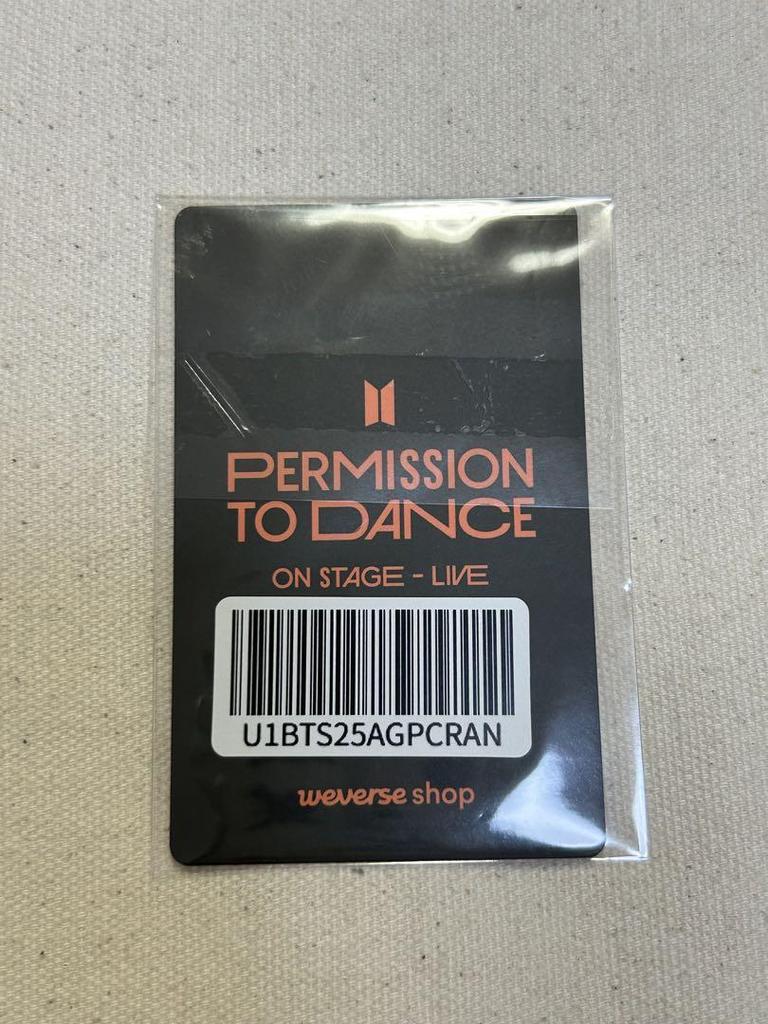 PERMISSION
TO DANCE
ON STAGE - LIVE
U1BTS25AGPCRAN
weverse shop